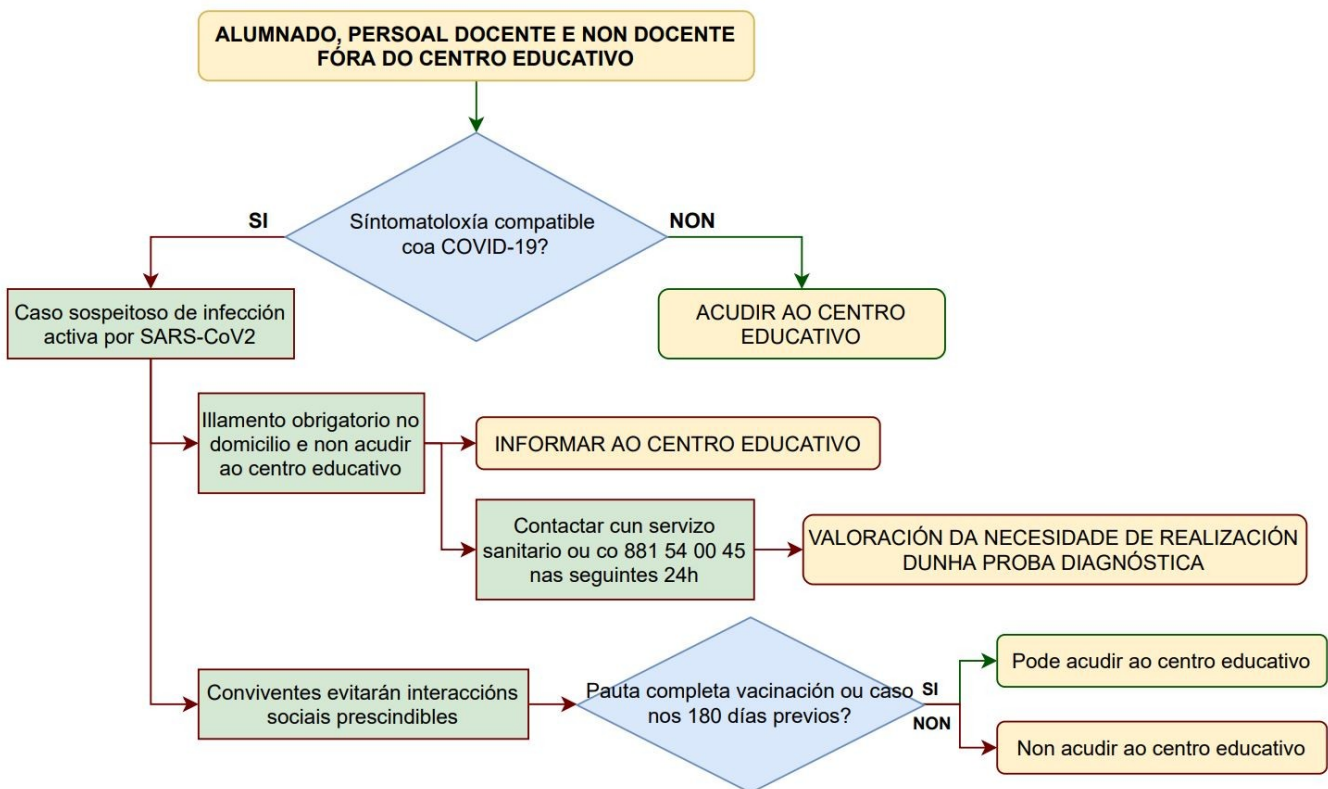 ALUMNADO, PERSOAL DOCENTE E NON DOCENTE
FÓRA DO CENTRO EDUCATIVO
SI
Síntomatoloxía compatible
coa COVID-19?
NON
Caso sospeitoso de infección
activa por SARS-CoV2
ACUDIR AO CENTRO
EDUCATIVO
Illamento obrigatorio no
domicilio e non acudir
ao centro educativo
INFORMAR AO CENTRO EDUCATIVO
Contactar cun servizo
sanitario ou co 881 54 00 45
nas seguintes 24h
VALORACIÓN DA NECESIDADE DE REALIZACIÓN
DUNHA PROBA DIAGNÓSTICA
Conviventes evitarán interaccións
sociais prescindibles
Pauta completa vacinación ou caso
nos 180 días previos?
SI
NON
Pode acudir ao centro educativo
Non acudir ao centro educativo